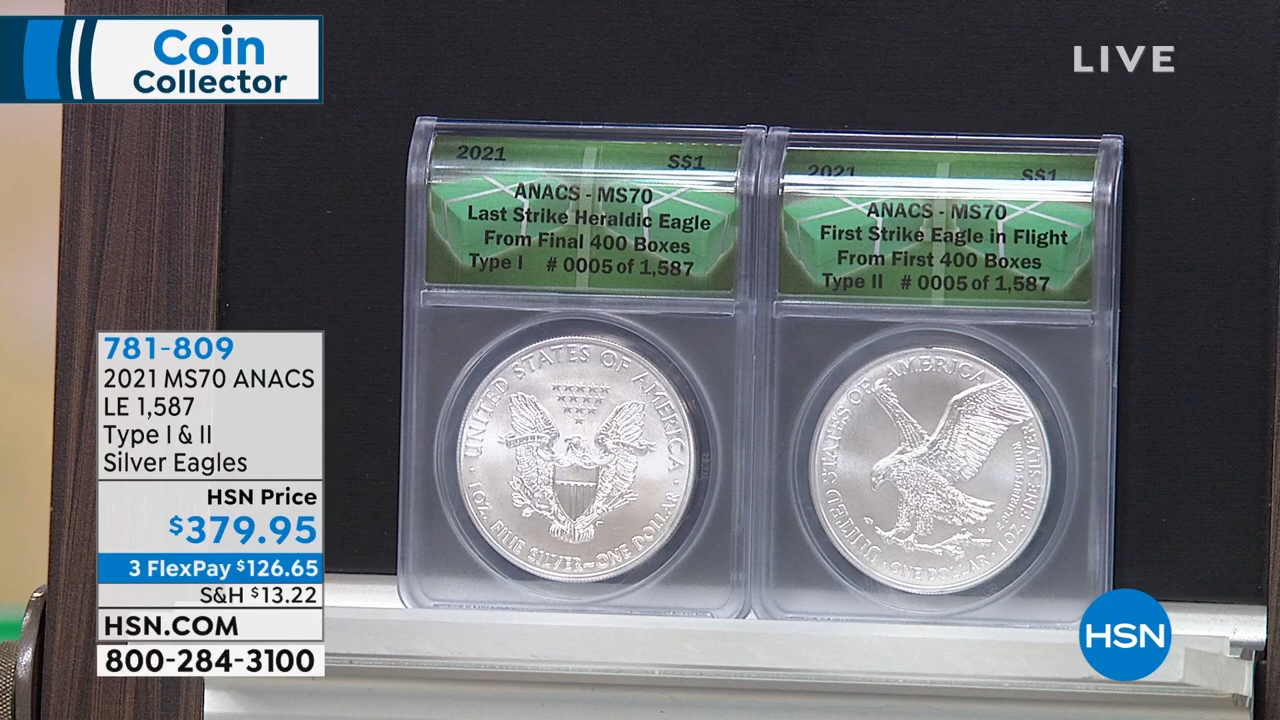 Coin
Collector
LIVE
2021 S$1
ANACS - MS70
Last Strike Heraldic Eagle
From Final 400 Boxes
Type I # 0005 of 1,587
2021 S$1
ANACS - MS70
First Strike Eagle in Flight
From First 400 Boxes
Type II # 0005 of 1,587
UNITED STATES OF AMERICA
1 OZ. FINE SILVER~ONE DOLLAR
UNITED STATES OF AMERICA
1 OZ. FINE SILVER
ONE DOLLAR
781-809
2021 MS70 ANACS
LE 1,587
Type I & II
Silver Eagles
HSN Price
$379.95
3 FlexPay $126.65
S&H $13.22
HSN.COM
800-284-3100
HSN